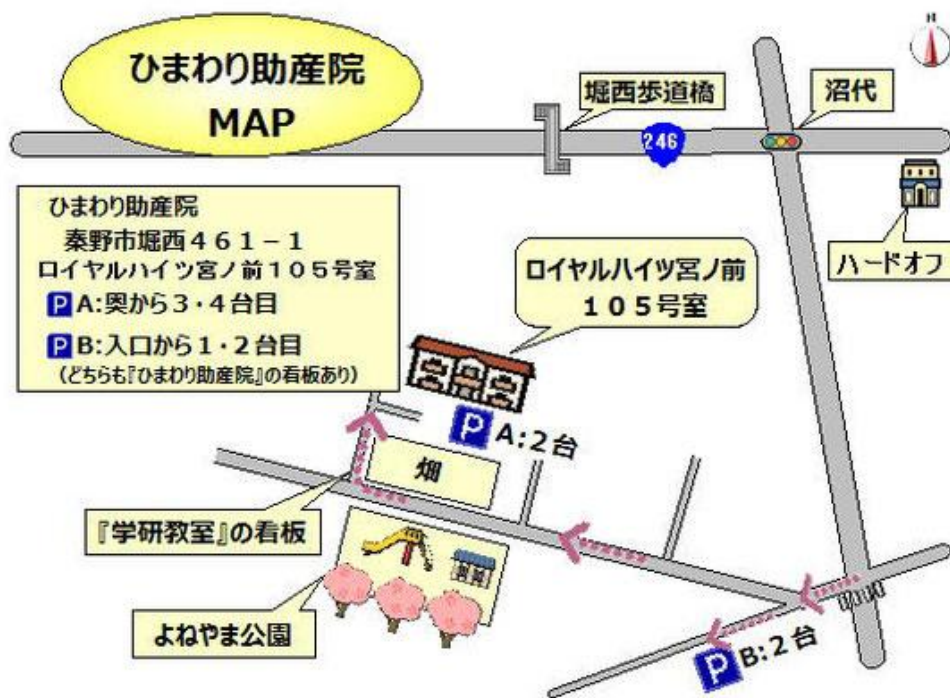 ひまわり助産院
MAP
N
堀西歩道橋
沼代
246
ハードオフ
ひまわり助産院
秦野市堀西461-1
ロイヤルハイツ宮ノ前105号室
P A:奥から3・4台目
P B:入口から1・2台目
(どちらも『ひまわり助産院』の看板あり)
ロイヤルハイツ宮ノ前
105号室
P A:2台
畑
『学研教室』の看板
よねやま公園
P B:2台